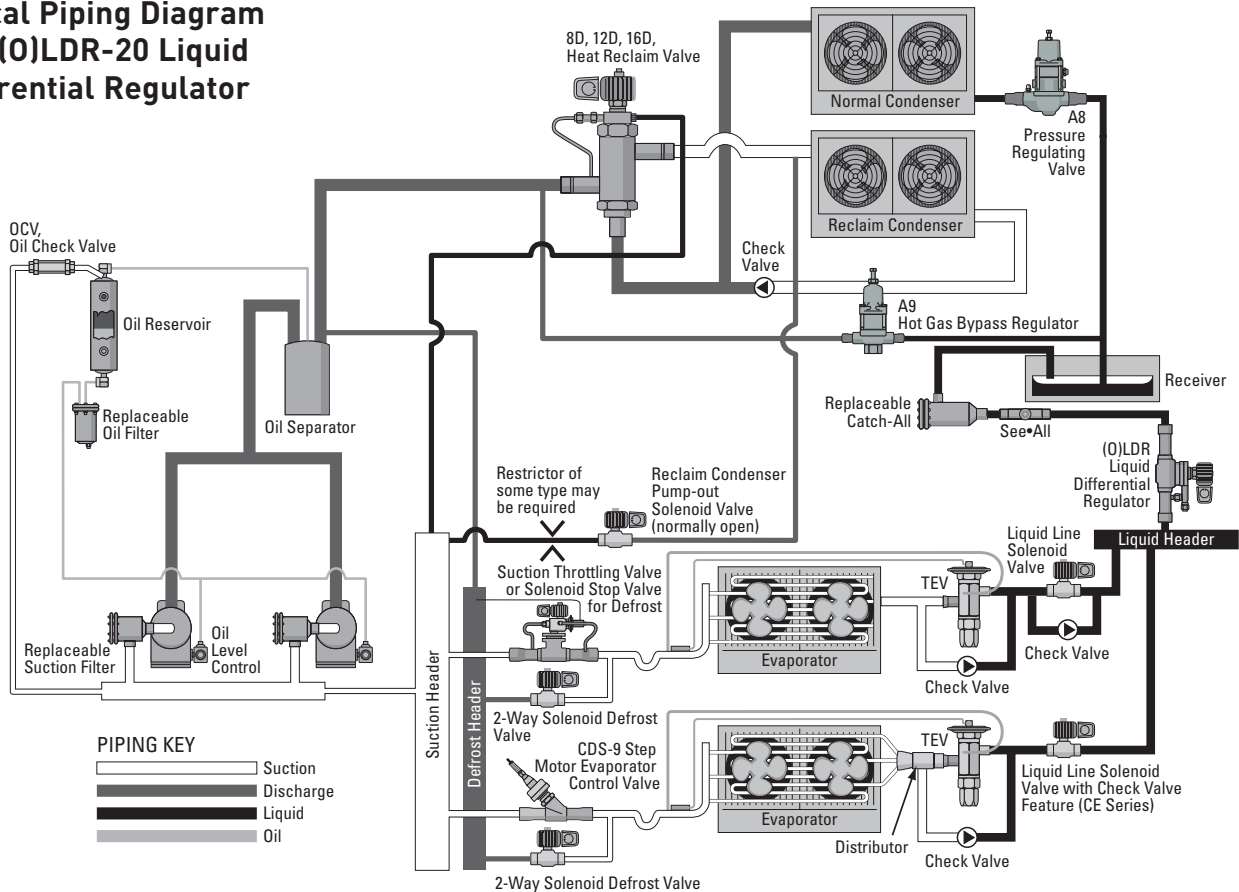 cal Piping Diagram
(O)LDR-20 Liquid
rential Regulator
8D, 12D, 16D,
Heat Reclaim Valve
Normal Condenser
A8
Pressure
Regulating
Valve
Reclaim Condenser
OCV,
Oil Check Valve
Check
Valve
A9
Hot Gas Bypass Regulator
Oil Reservoir
Receiver
Replaceable
Catch-All
See•All
Replaceable
Oil Filter
Oil Separator
(O)LDR
Liquid
Differential
Regulator
Restrictor of
some type may
be required
Reclaim Condenser
Pump-out
Solenoid Valve
(normally open)
Liquid Line
Solenoid
Valve
Liquid Header
Suction Throttling Valve
or Solenoid Stop Valve
for Defrost
TEV
Replaceable
Suction Filter
Oil
Level
Control
Evaporator
Check Valve
Check Valve
Suction Header
Defrost Header
2-Way Solenoid Defrost
Valve
CDS-9 Step
Motor Evaporator
Control Valve
TEV
PIPING KEY
Suction
Discharge
Liquid
Oil
Liquid Line Solenoid
Valve with Check Valve
Feature (CE Series)
Evaporator
Distributor
Check Valve
2-Way Solenoid Defrost Valve